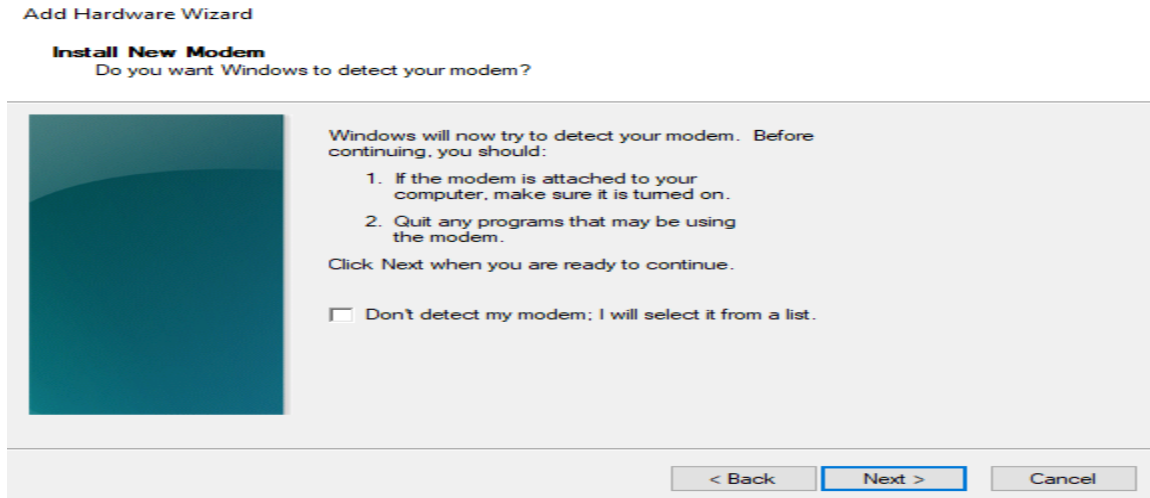 Add Hardware Wizard
Install New Modem
Do you want Windows to detect your modem?
Windows will now try to detect your modem. Before
continuing, you should:
1. If the modem is attached to your
computer, make sure it is turned on.
2. Quit any programs that may be using
the modem.
Click Next when you are ready to continue.
Don't detect my modem; I will select it from a list.
< Back Next > Cancel